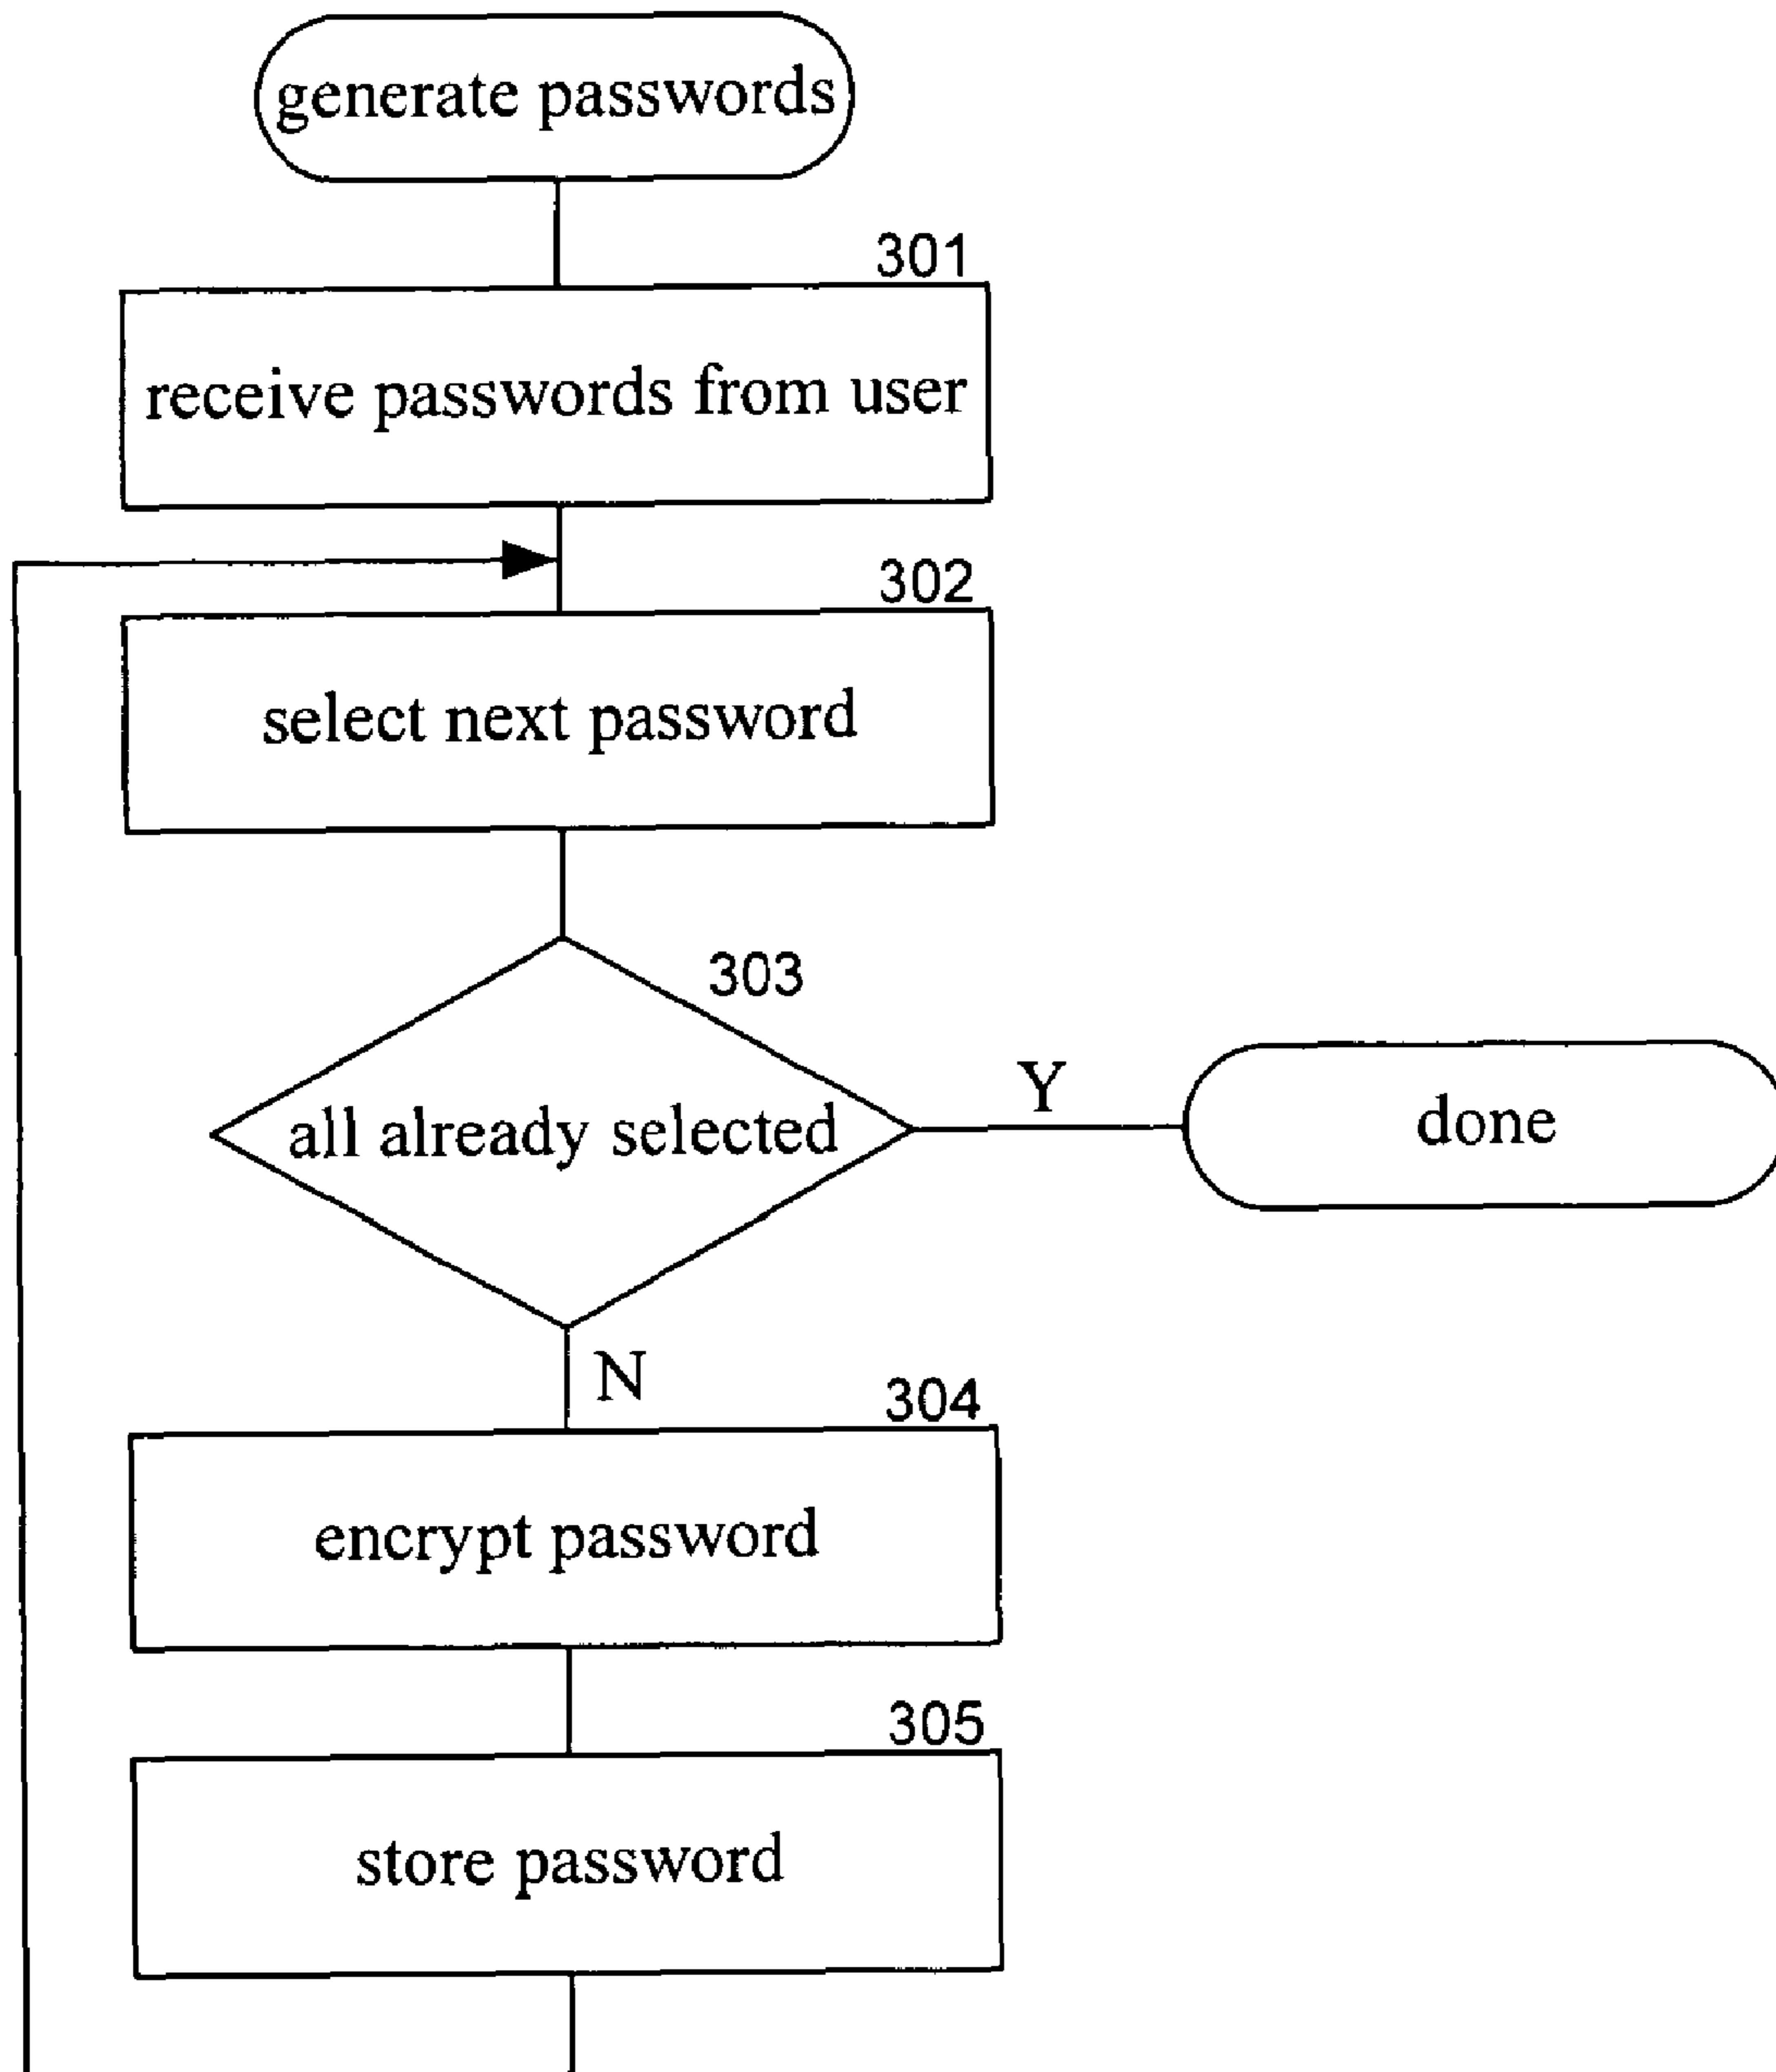 generate passwords
301
receive passwords from user
302
select next password
303
all already selected
Y
done
N
304
encrypt password
305
store password